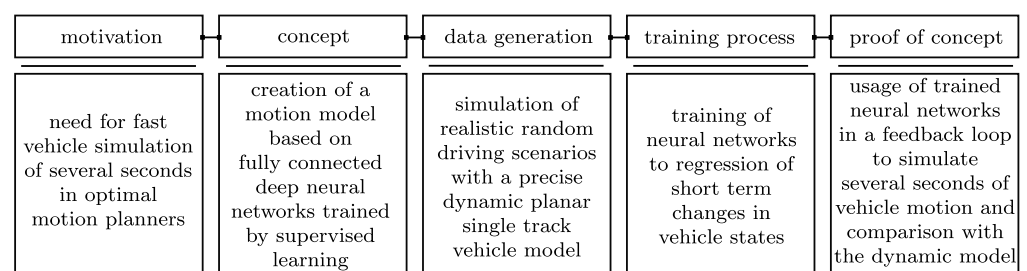 motivation
concept
data generation
training process
proof of concept
need for fast
vehicle simulation
of several seconds
in optimal
motion planners
creation of a
motion model
based on
fully connected
deep neural
networks trained
by supervised
learning
simulation of
realistic random
driving scenarios
with a precise
dynamic planar
single track
vehicle model
training of
neural networks
to regression of
short term
changes in
vehicle states
usage of trained
neural networks
in a feedback loop
to simulate
several seconds of
vehicle motion and
comparison with
the dynamic model